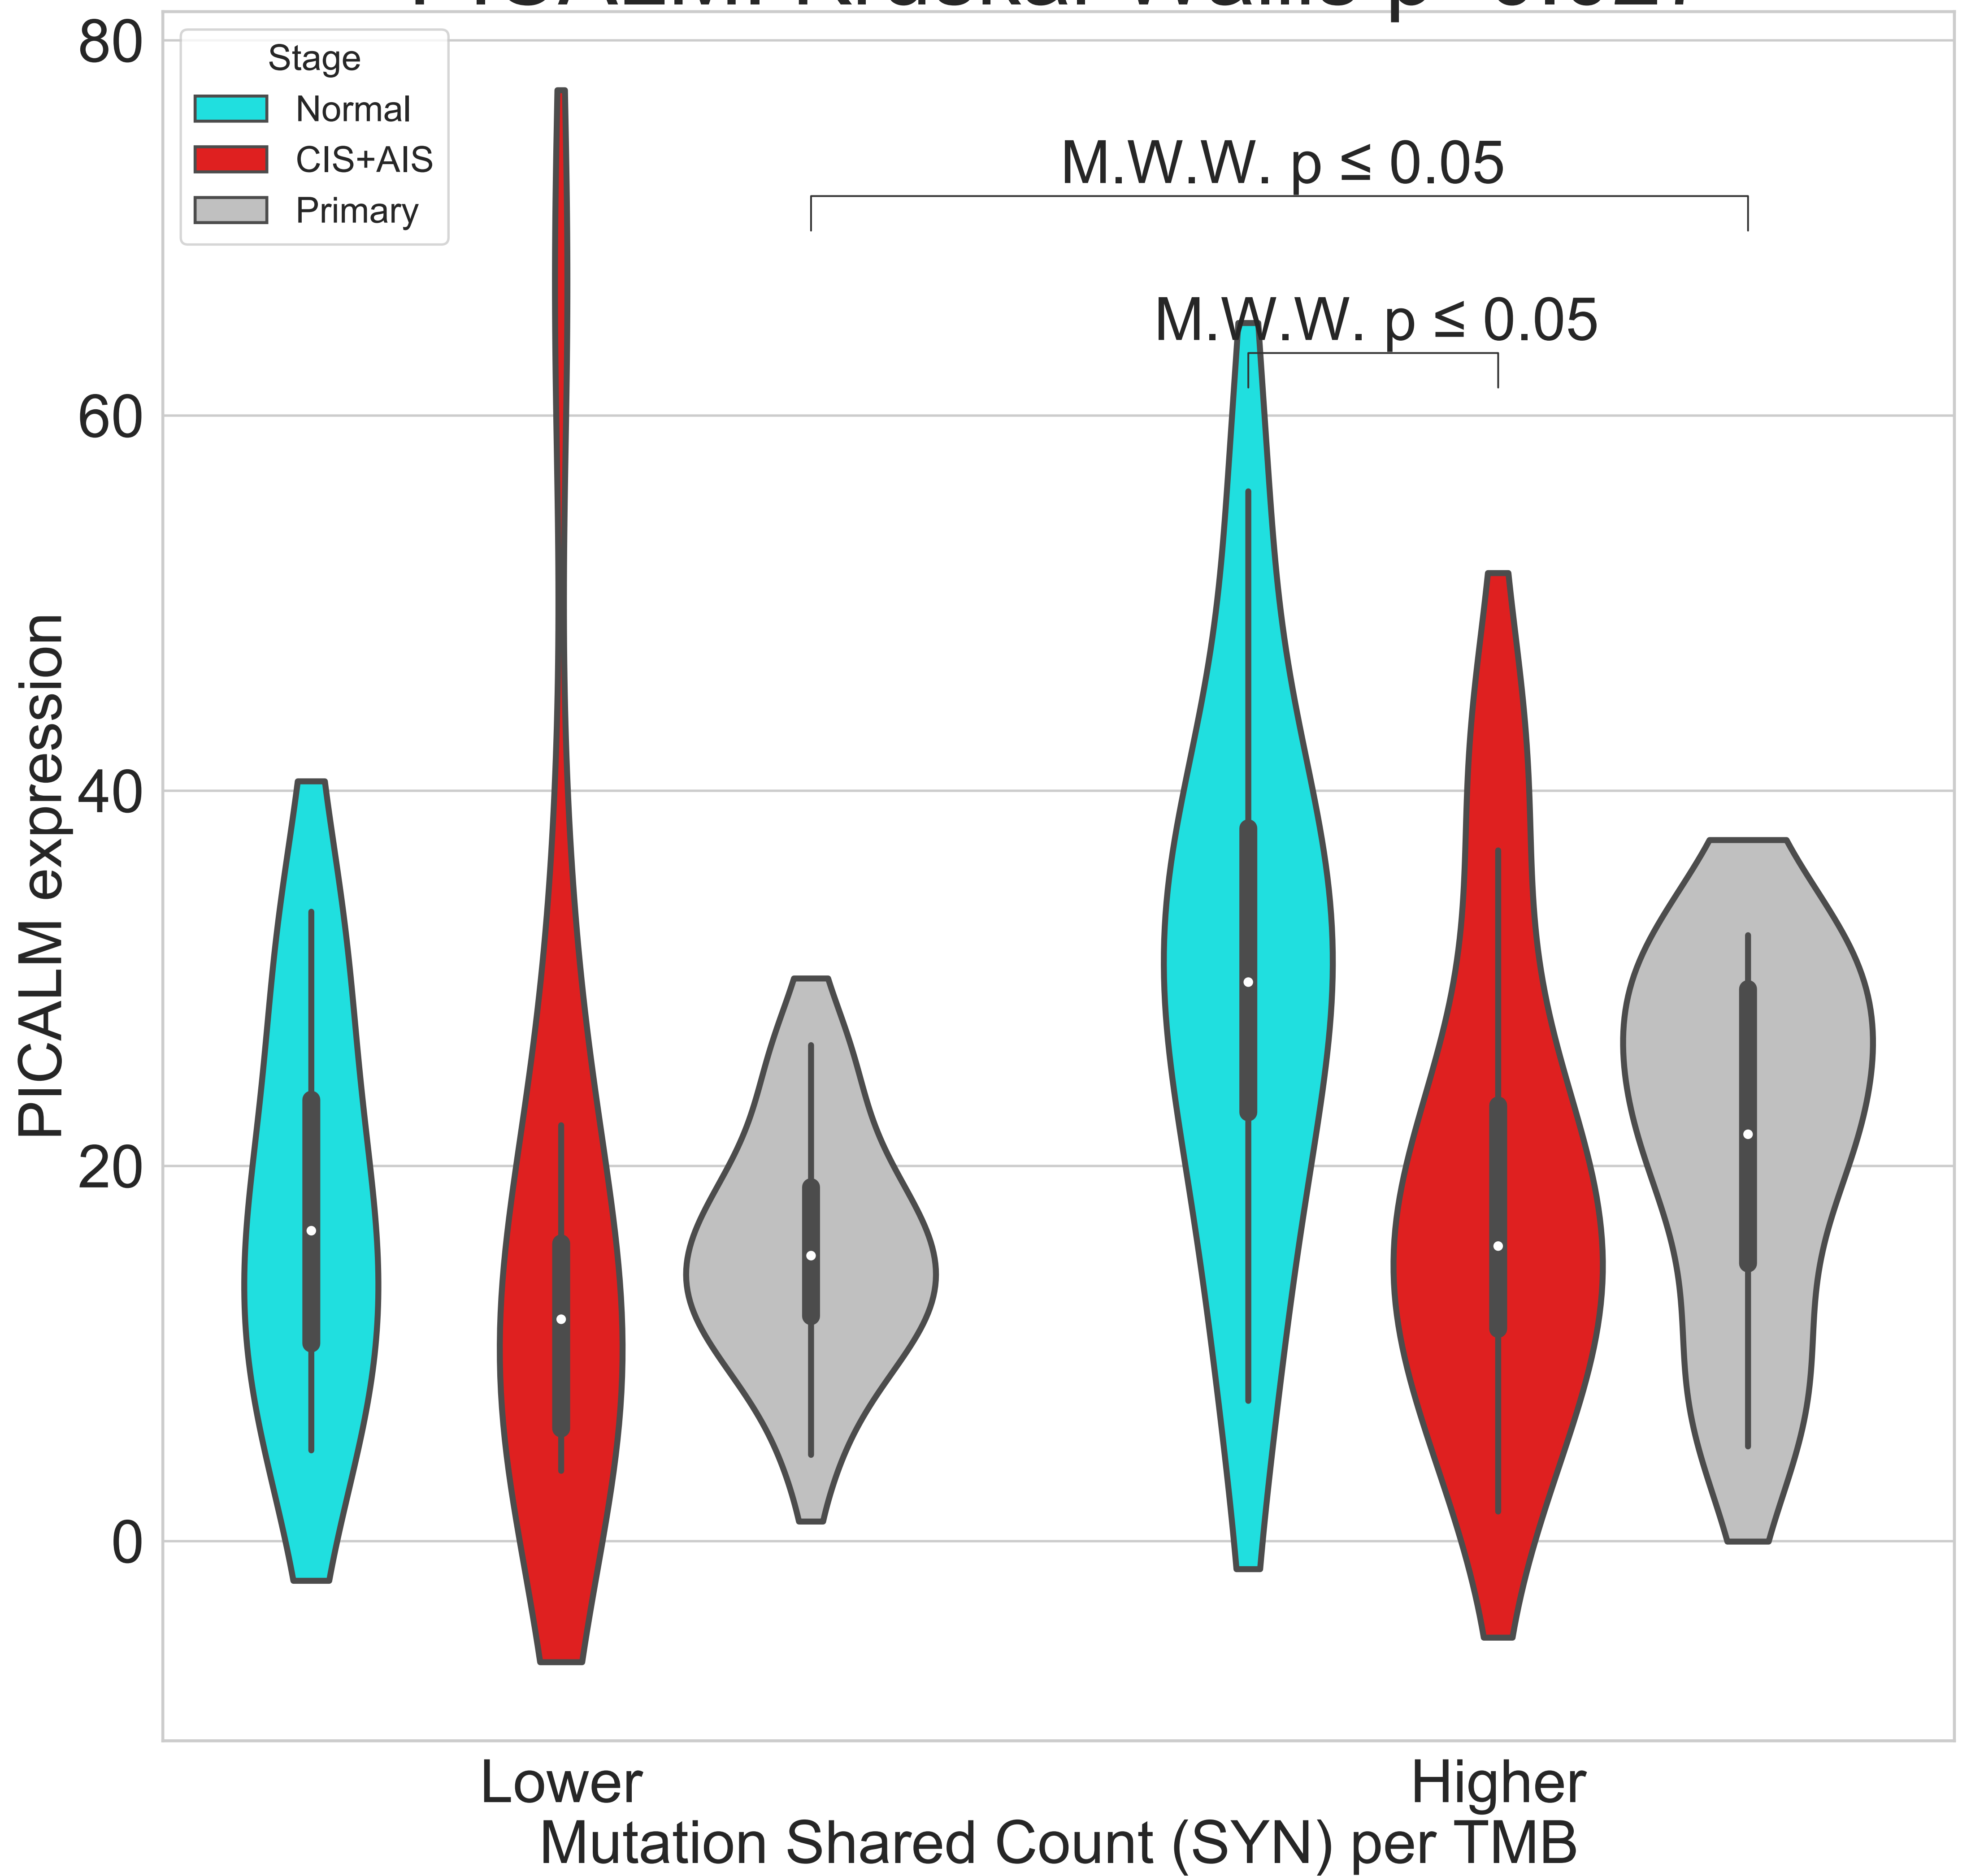 80
Stage
Normal
CIS+AIS
Primary
M.W.W. p ≤ 0.05
M.W.W. p ≤ 0.05
60
40
20
0
PICALM expression
Lower
Higher
Mutation Shared Count (SYN) per TMB